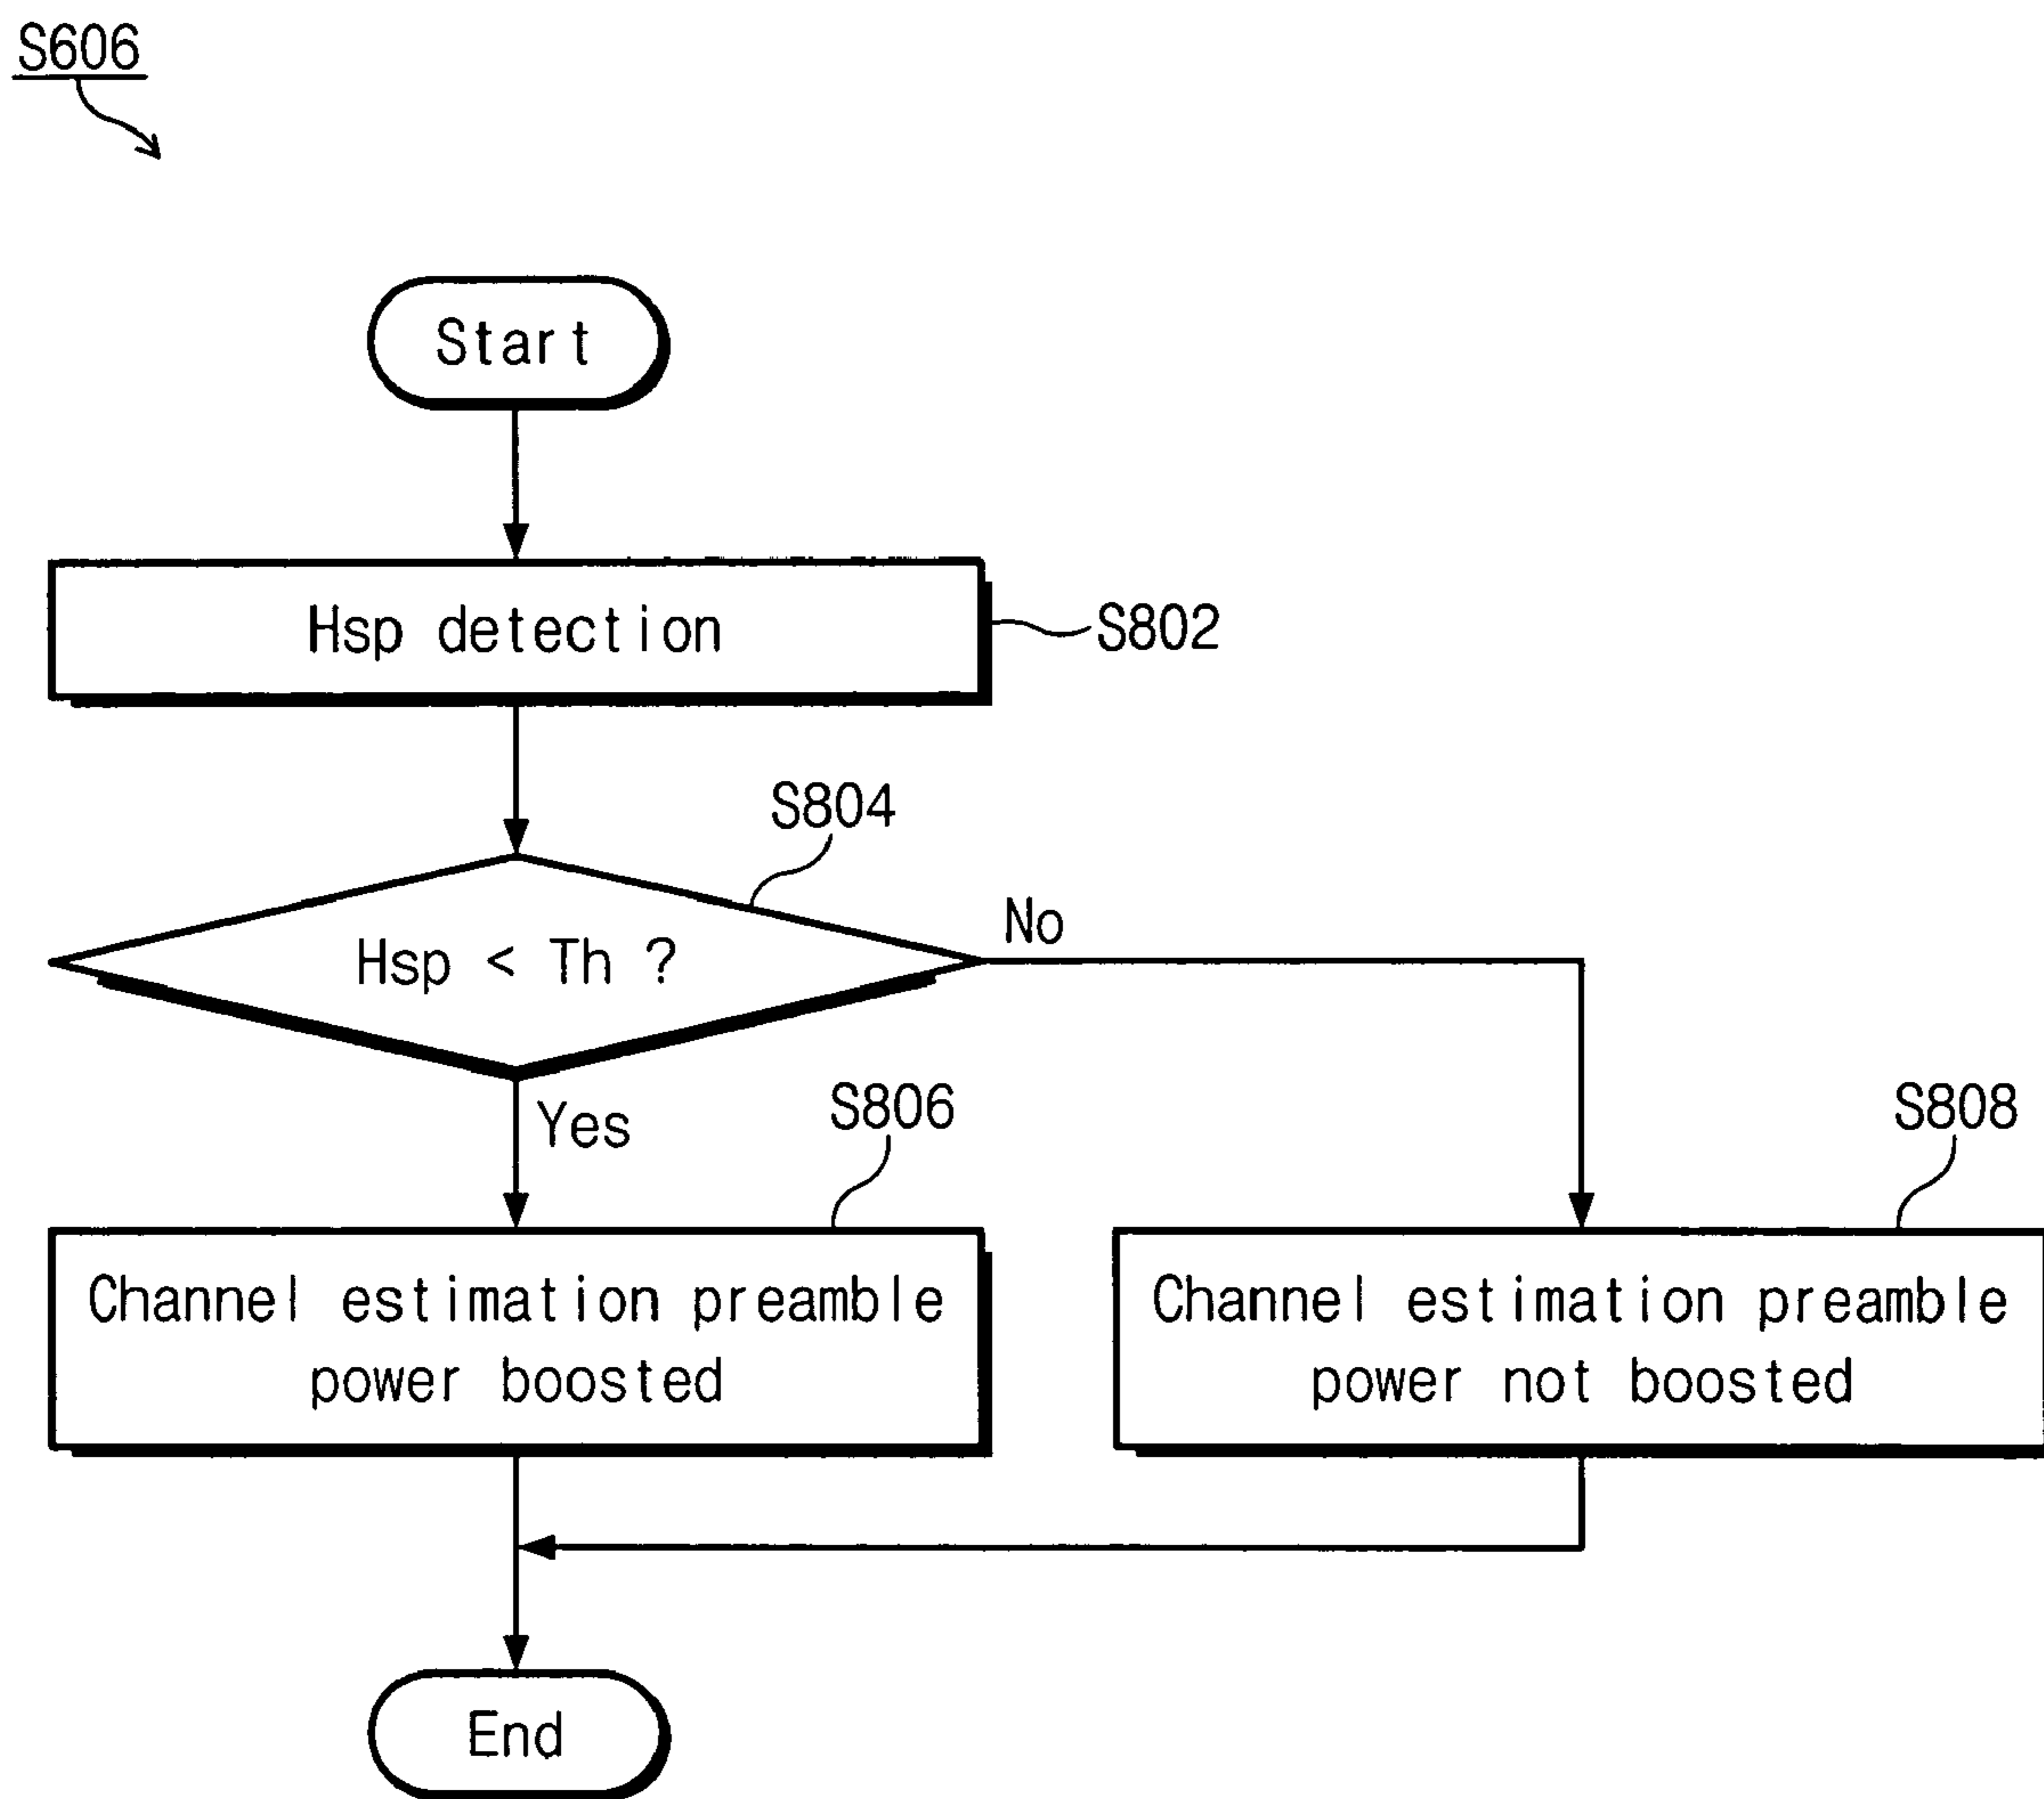 S606
Start
Hsp detection
S802
S804
Hsp < Th ?
No
Yes
S806
S808
Channel estimation preamble
power boosted
Channel estimation preamble
power not boosted
End